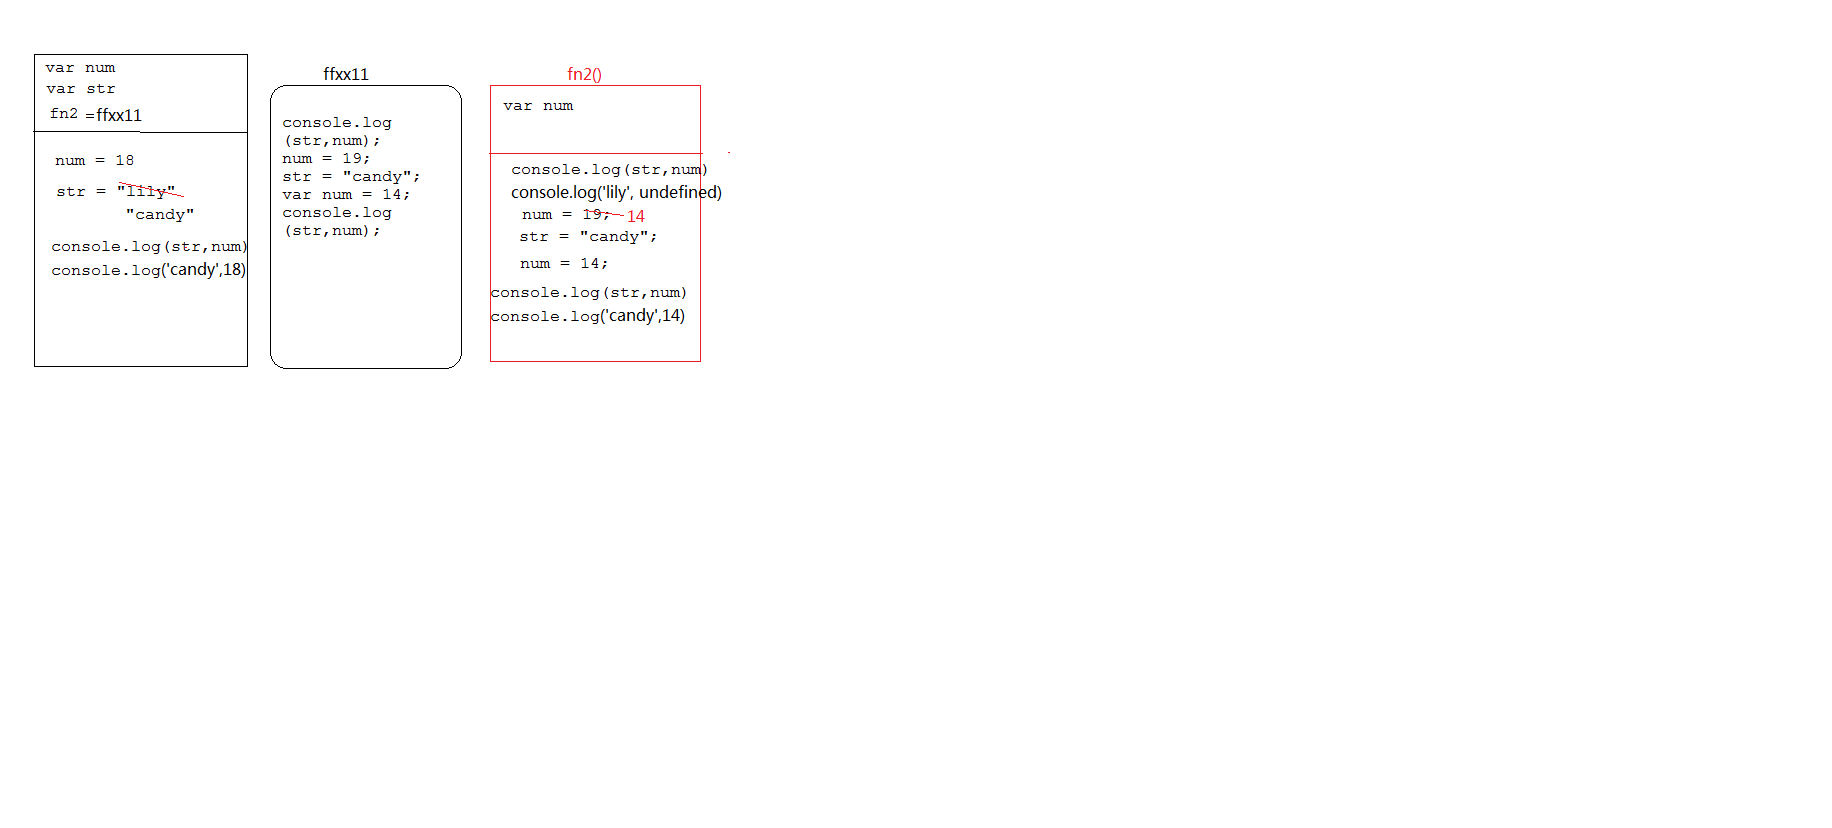 var num
var str
fn2 =ffxx11
num = 18
str = "lily"
"candy"
console.log(str,num)
console.log('candy',18)
ffxx11
console.log
(str,num);
num = 19;
str = "candy";
var num = 14;
console.log
(str,num);
fn2()
var num
console.log(str,num)
console.log('lily', undefined)
num = 19; 14
str = "candy";
num = 14;
console.log(str,num)
console.log('candy',14)